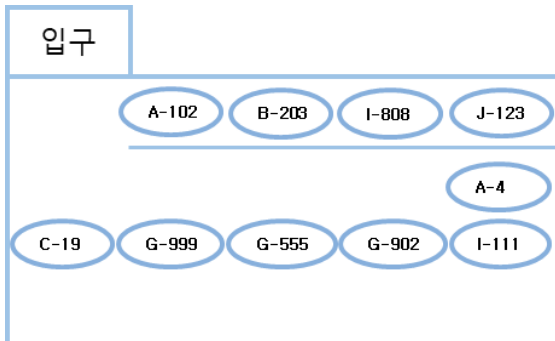 입구
A-102 B-203 I-808 J-123
A-4
C-19 G-999 G-555 G-902 I-111